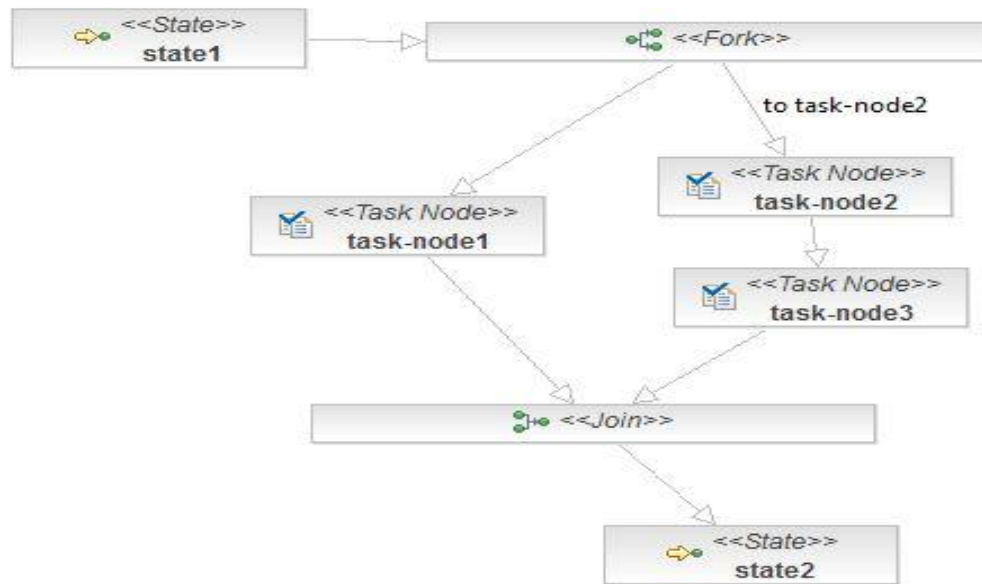 <<State>>
state1
<<Fork>>
to task-node2
<<Task Node>>
task-node2
<<Task Node>>
task-node1
<<Task Node>>
task-node3
<<Join>>
<<State>>
state2